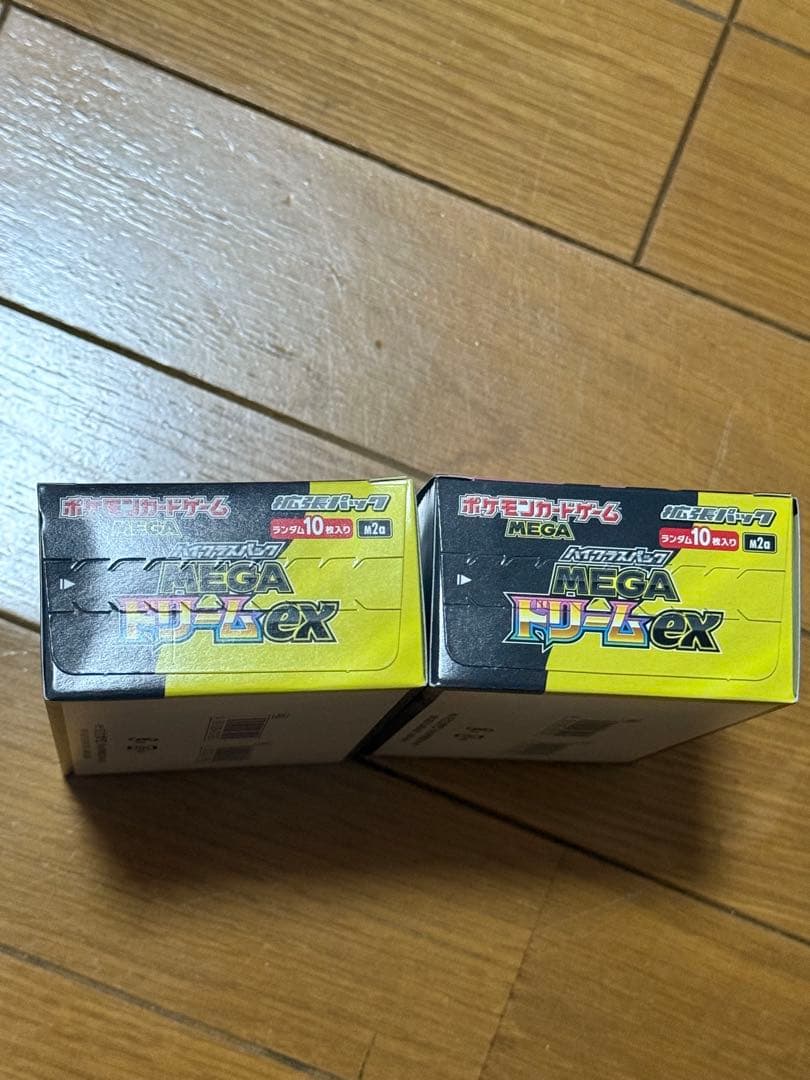 ポケモンカードゲーム
MEGA
拡張パック
ランダム10枚入り
M2a
ハイクラスパック
MEGA
ドリームex
ポケモンカードゲーム
MEGA
拡張パック
ランダム10枚入り
M2a
ハイクラスパック
MEGA
ドリームex